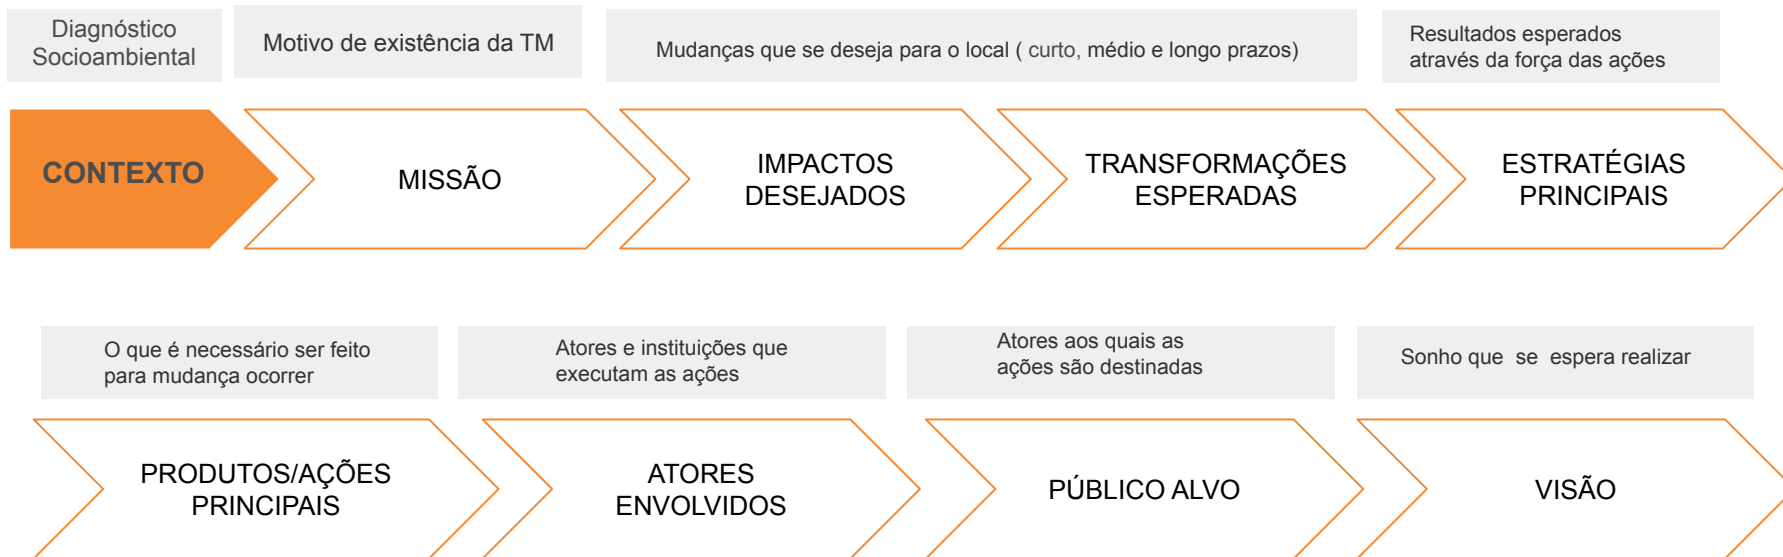 Diagnóstico
Socioambiental
Motivo de existência da TM
Mudanças que se deseja para o local ( curto, médio e longo prazos)
Resultados esperados
através da força das ações
CONTEXTO
MISSÃO
IMPACTOS
DESEJADOS
TRANSFORMAÇÕES
ESPERADAS
ESTRATÉGIAS
PRINCIPAIS
O que é necessário ser feito
para mudança ocorrer
Atores e instituições que
executam as ações
Atores aos quais as
ações são destinadas
Sonho que se espera realizar
PRODUTOS/AÇÕES
PRINCIPAIS
ATORES
ENVOLVIDOS
PÚBLICO ALVO
VISÃO